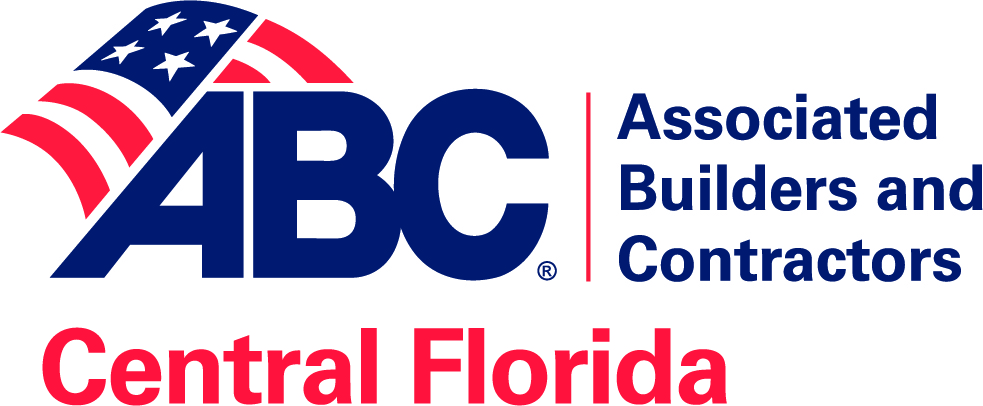 ABC®
Associated
Builders and
Contractors
Central Florida